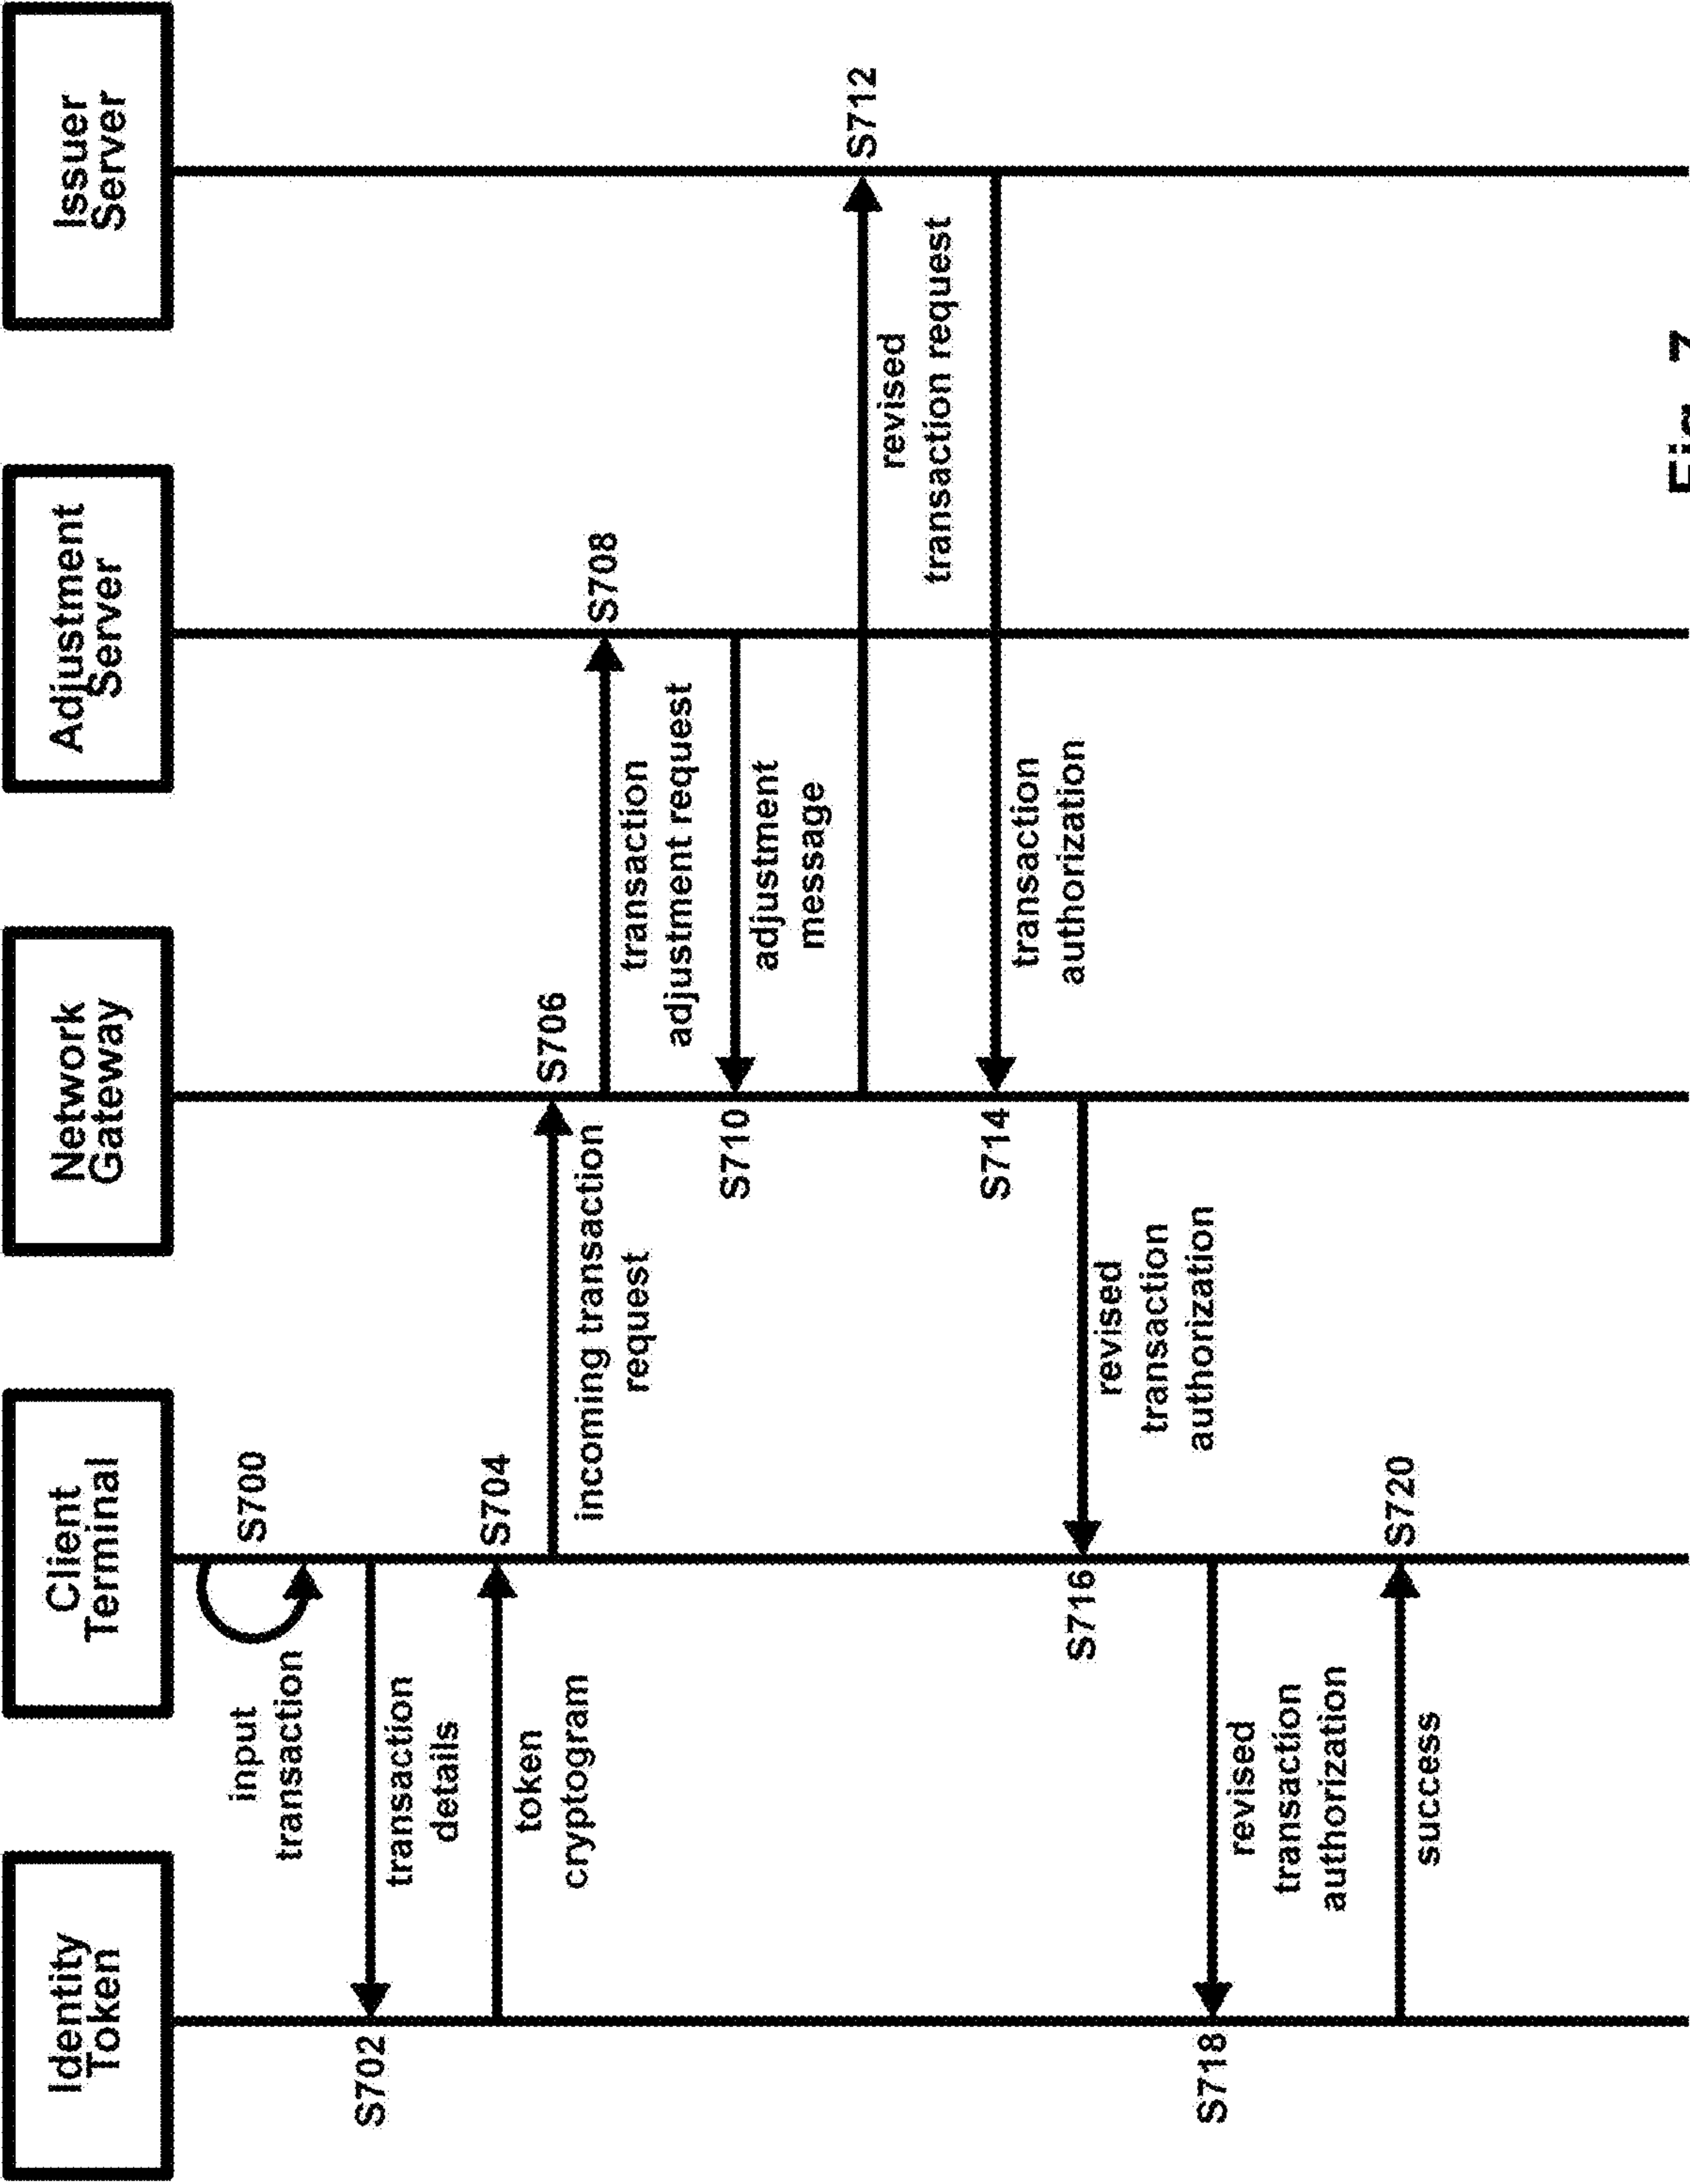 Identity
Token
Client
Terminal
Network
Gateway
Adjustment
Server
Issuer
Server
S700
input
transaction
S702
transaction
details
S704
token
cryptogram
S706
incoming transaction
request
S708
transaction
adjustment request
S710
adjustment
message
S712
revised
transaction request
S714
transaction
authorization
S716
revised
transaction
authorization
S718
revised
transaction
authorization
S720
success
Fig. 7